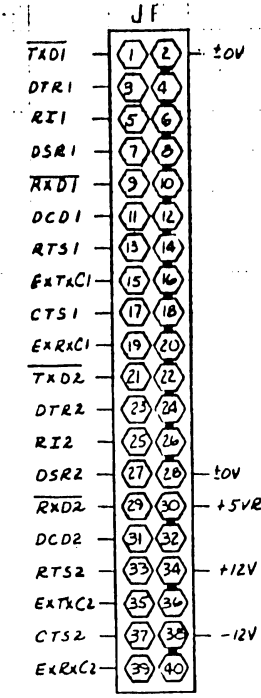 JF
TXD1 1 2 ±0V
DTR1 3 4
RI1 5 6
DSR1 7 8
RXD1 9 10
DCD1 11 12
RTS1 13 14
ExTxC1 15 16
CTS1 17 18
ExRxC1 19 20
TXD2 21 22
DTR2 23 24
RI2 25 26
DSR2 27 28 ±0V
RXD2 29 30 +5VR
DCD2 31 32
RTS2 33 34 +12V
ExTxC2 35 36
CTS2 37 38 -12V
ExRxC2 39 40